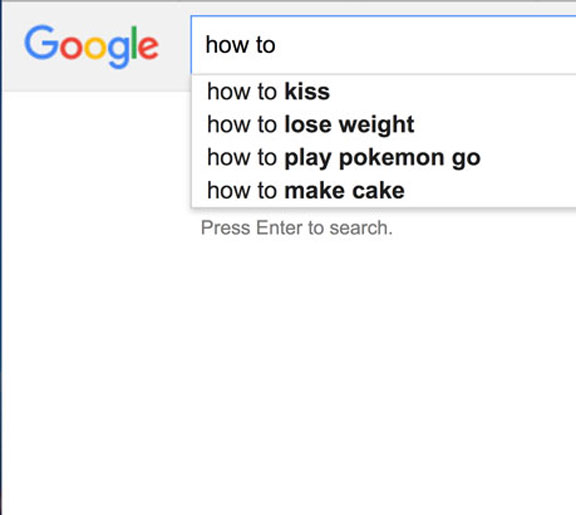 Google
how to
how to kiss
how to lose weight
how to play pokemon go
how to make cake
Press Enter to search.